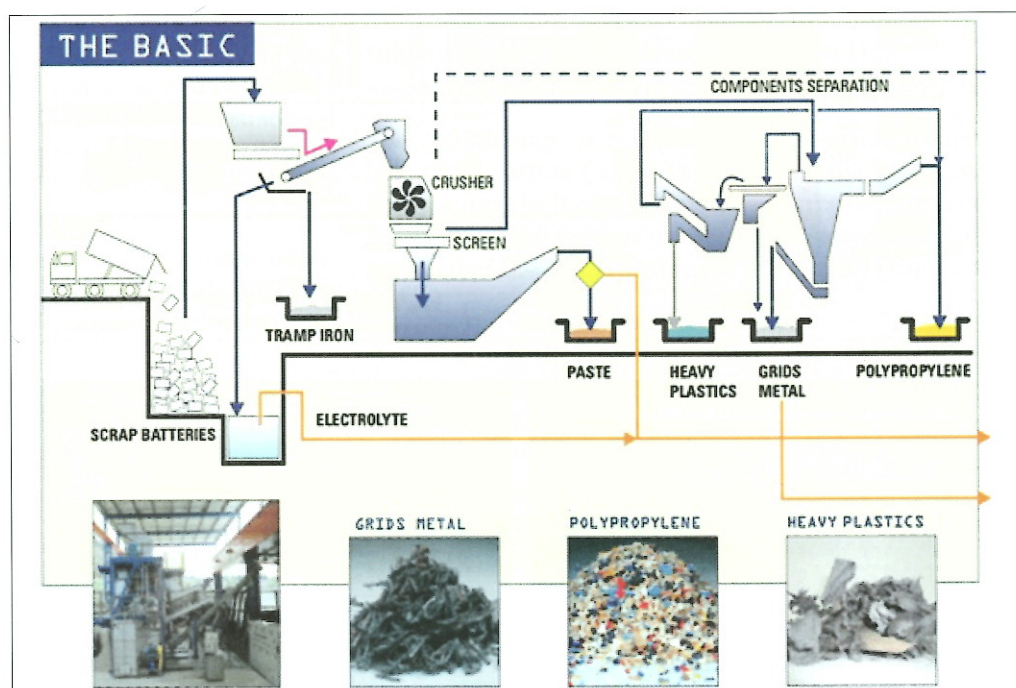 THE BASIC
COMPONENTS SEPARATION
CRUSHER
SCREEN
TRAMP IRON
PASTE
HEAVY
PLASTICS
GRIDS
METAL
POLYPROPYLENE
SCRAP BATTERIES
ELECTROLYTE
GRIDS METAL
POLYPROPYLENE
HEAVY PLASTICS